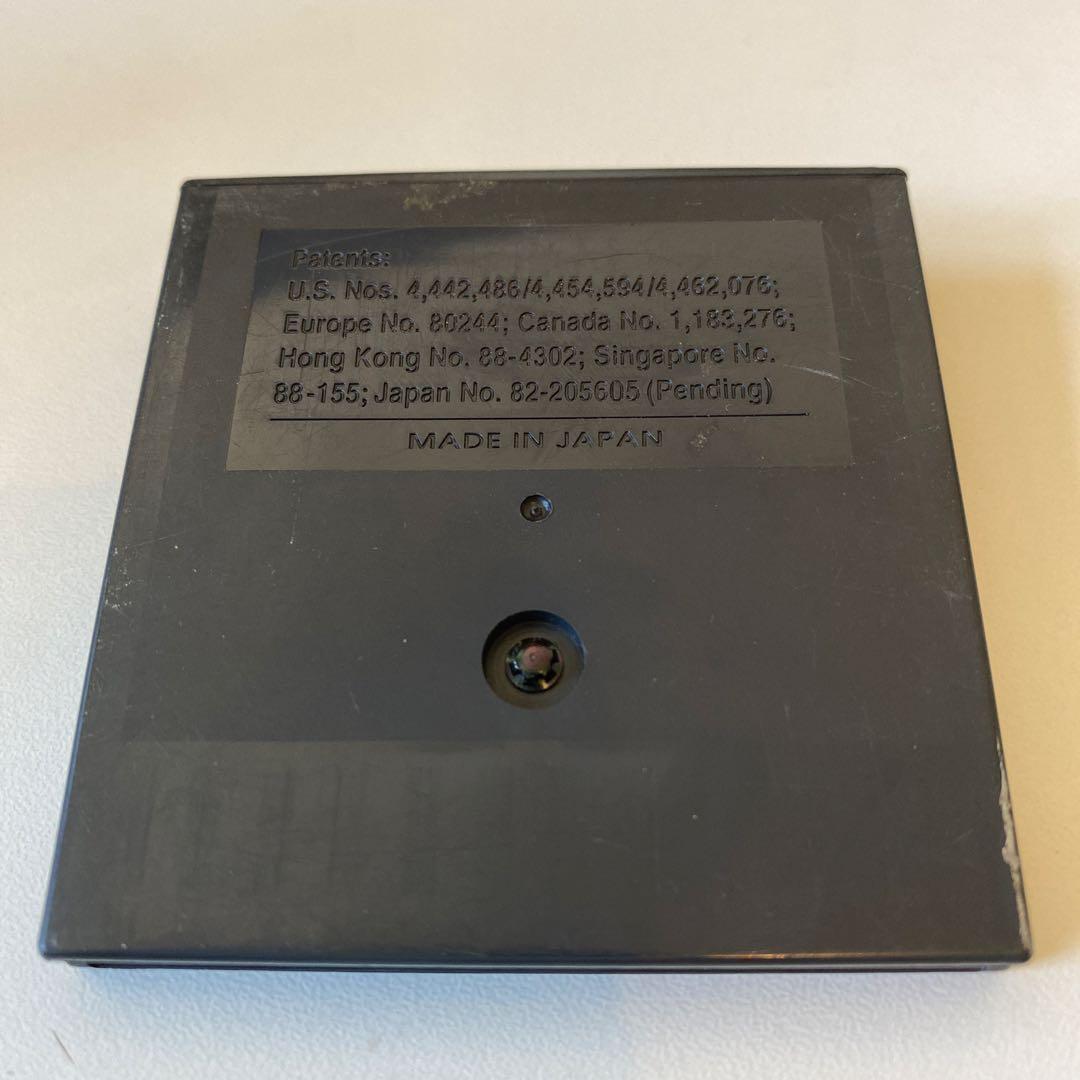 Patents:
U.S. Nos. 4,442,486/4,454,594/4,462,076;
Europe No. 80244; Canada No. 1,183,276;
Hong Kong No. 88-4302; Singapore No.
88-155; Japan No. 82-205605 (Pending)
MADE IN JAPAN